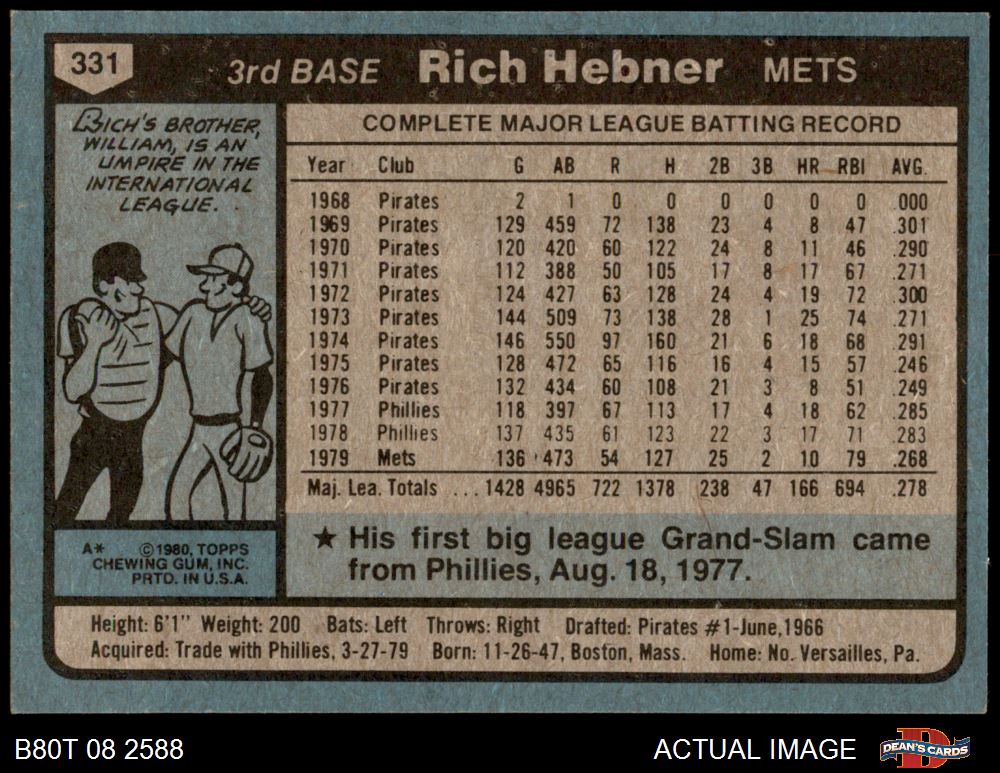 331
3rd BASE Rich Hebner METS
RICH'S BROTHER,
WILLIAM, IS AN
UMPIRE IN THE
INTERNATIONAL
LEAGUE.
A* ©1980, TOPPS
CHEWING GUM, INC.
PRTD. IN U.S.A.
COMPLETE MAJOR LEAGUE BATTING RECORD
Year Club G AB R H 2B 3B HR RBI AVG.
1968 Pirates 2 1 0 0 0 0 0 0 .000
1969 Pirates 129 459 72 138 23 4 8 47 .301
1970 Pirates 120 420 60 122 24 8 11 46 .290
1971 Pirates 112 388 50 105 17 8 17 67 .271
1972 Pirates 124 427 63 128 24 4 19 72 .300
1973 Pirates 144 509 73 138 28 1 25 74 .271
1974 Pirates 146 550 97 160 21 6 18 68 .291
1975 Pirates 128 472 65 116 16 4 15 57 .246
1976 Pirates 132 434 60 108 21 3 8 51 .249
1977 Phillies 118 397 67 113 17 4 18 62 .285
1978 Phillies 137 435 61 123 22 3 17 71 .283
1979 Mets 136 473 54 127 25 2 10 79 .268
Maj. Lea. Totals ... 1428 4965 722 1378 238 47 166 694 .278
★ His first big league Grand-Slam came
from Phillies, Aug. 18, 1977.
Height: 6'1" Weight: 200 Bats: Left Throws: Right Drafted: Pirates #1-June,1966
Acquired: Trade with Phillies, 3-27-79 Born: 11-26-47, Boston, Mass. Home: No. Versailles, Pa.
B80T 08 2588
ACTUAL IMAGE
DEAN'S CARDS